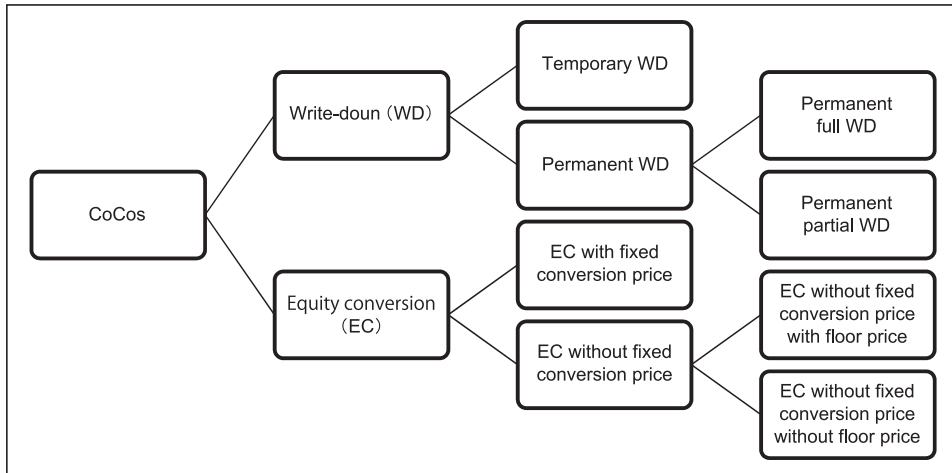 CoCos
Write-doun (WD)
Equity conversion
(EC)
Temporary WD
Permanent WD
EC with fixed
conversion price
EC without fixed
conversion price
Permanent
full WD
Permanent
partial WD
EC without fixed
conversion price
with floor price
EC without fixed
conversion price
without floor price